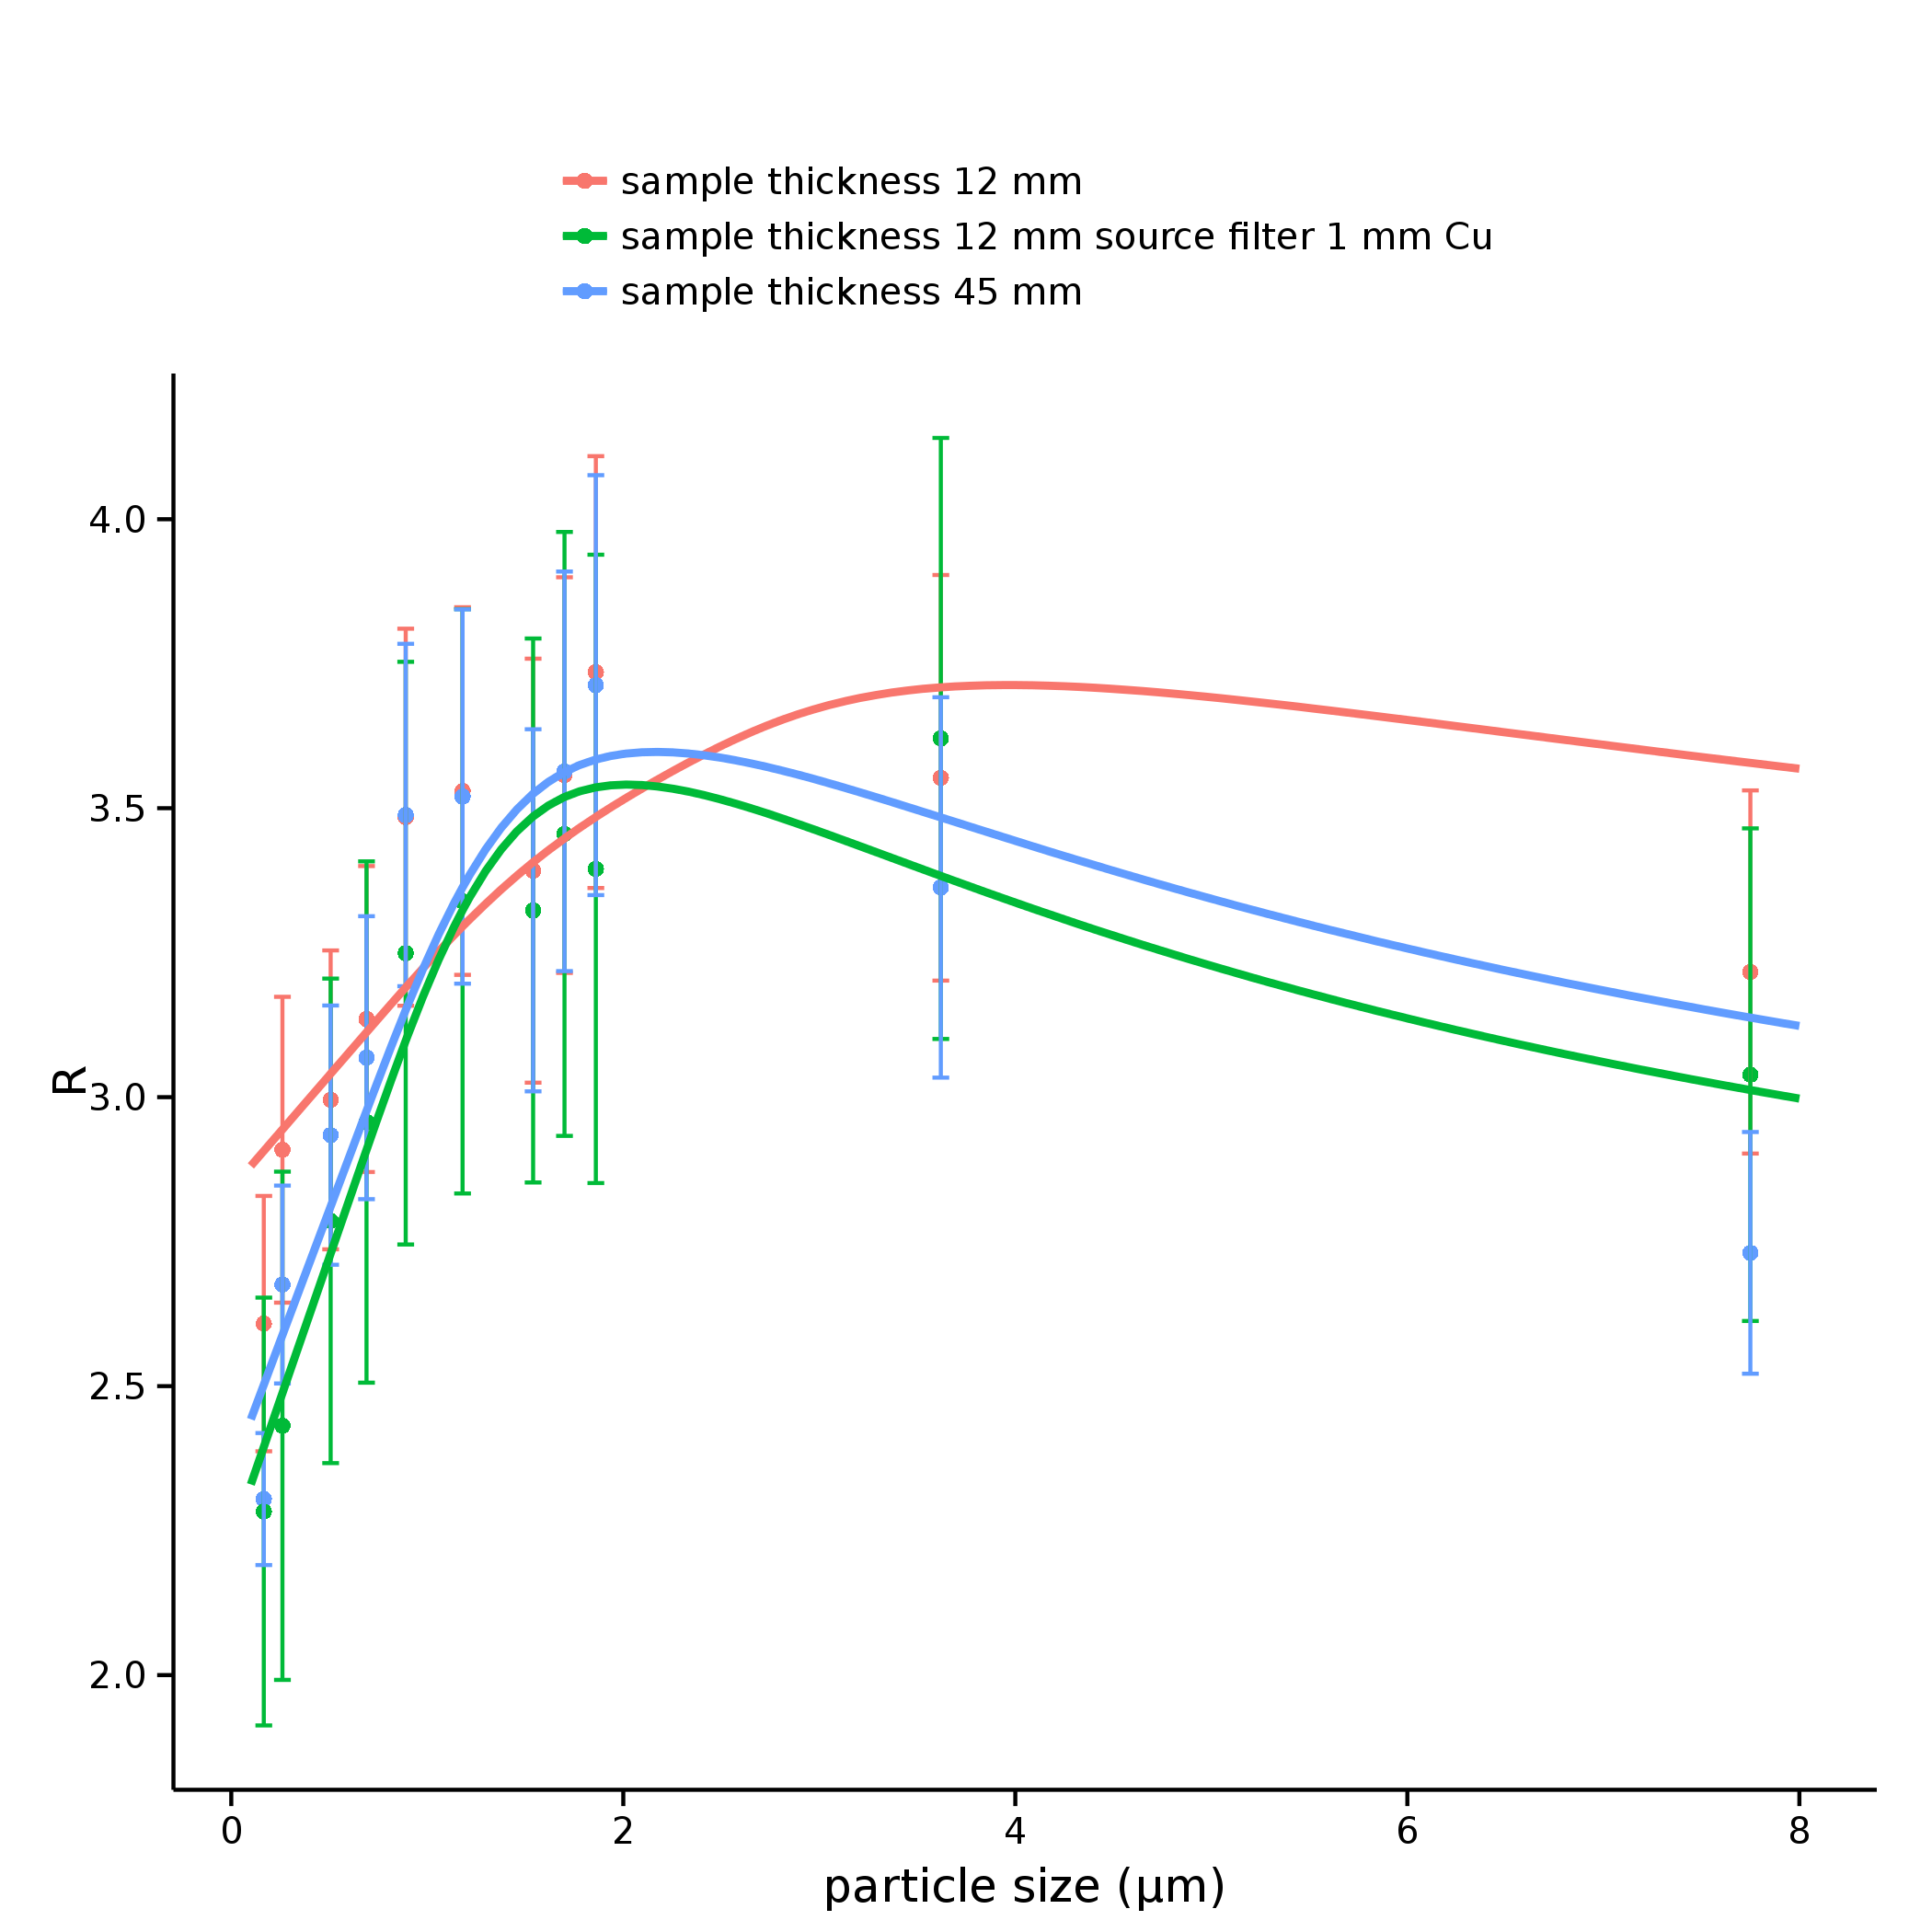 sample thickness 12 mm
sample thickness 12 mm source filter 1 mm Cu
sample thickness 45 mm
4.0
3.5
R
3.0
2.5
2.0
0 2 4 6 8
particle size (µm)